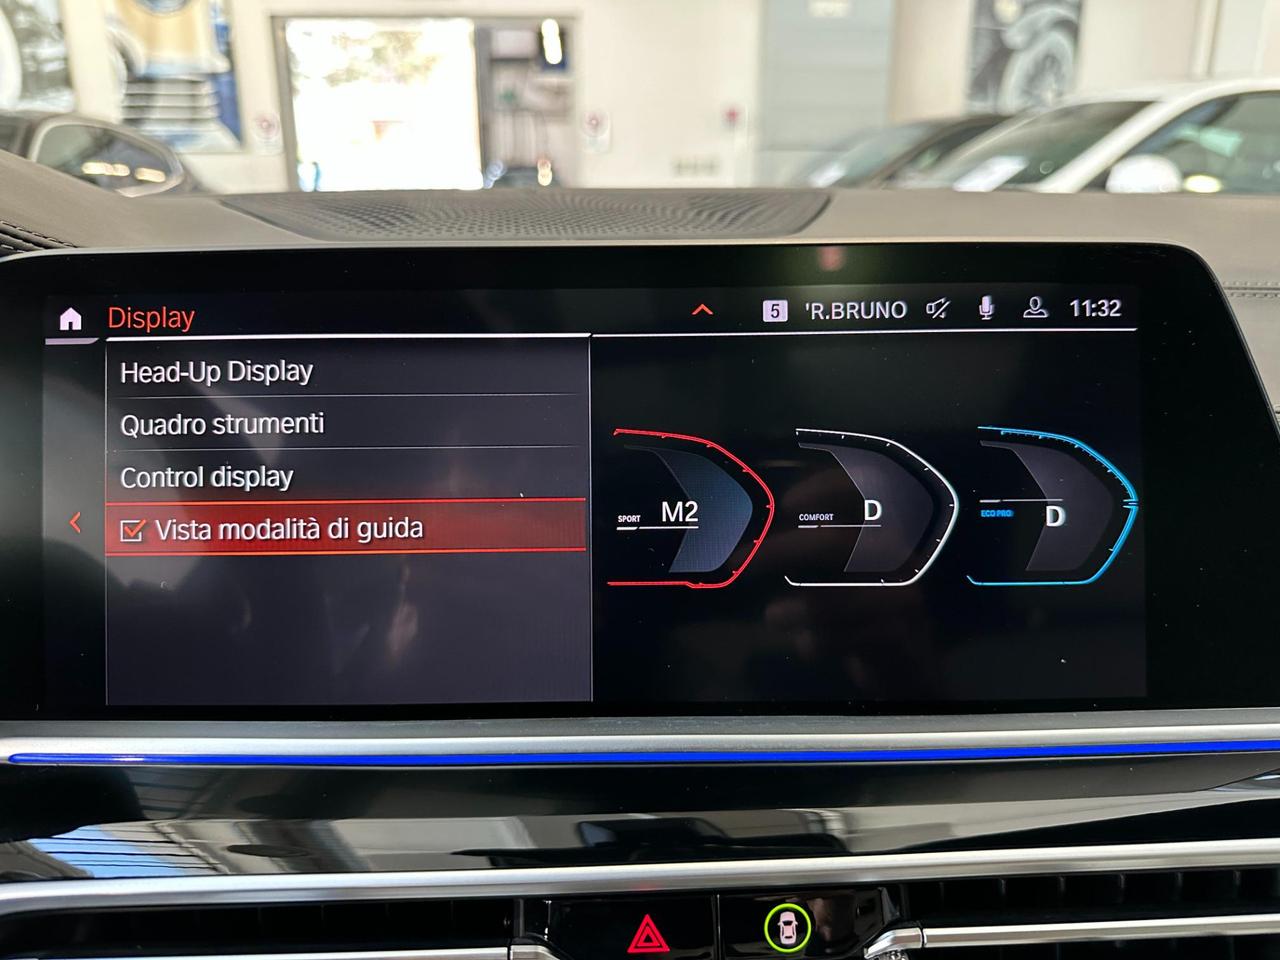 Display
5 'R.BRUNO 11:32
Head-Up Display
Quadro strumenti
Control display
Vista modalità di guida
SPORT M2
COMFORT D
ECO PRO D